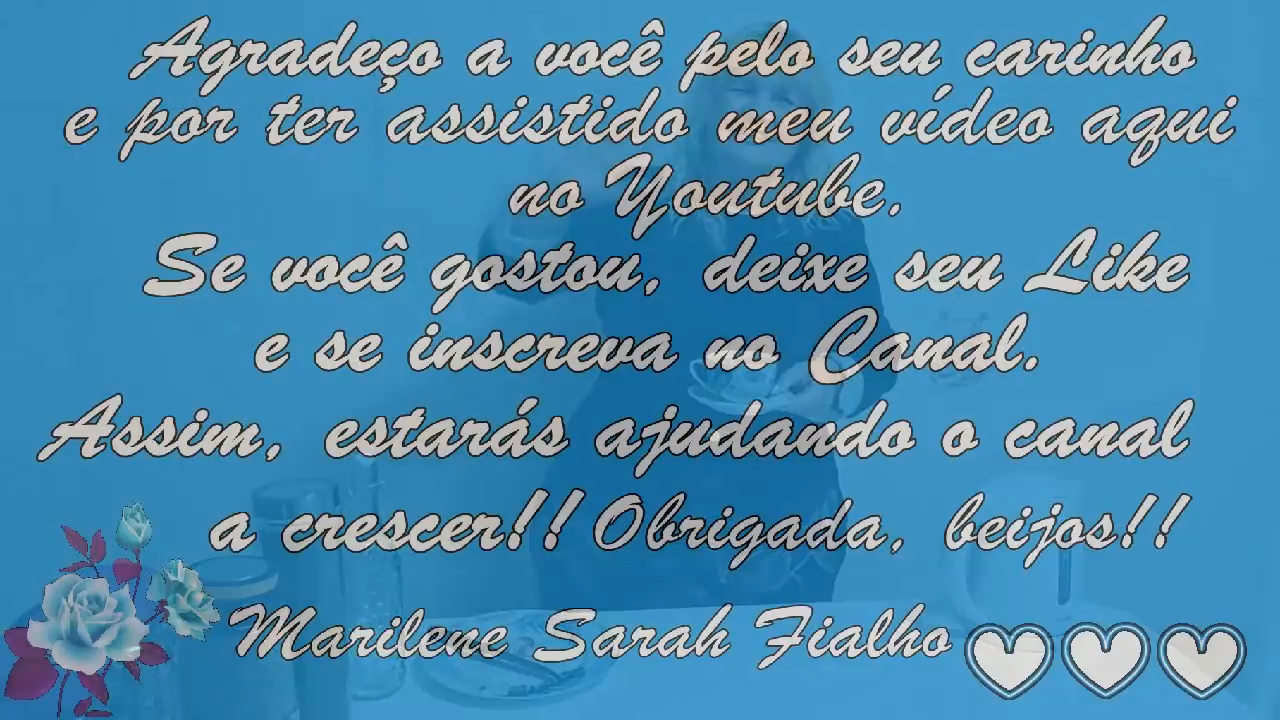 Agradeço a você pelo seu carinho
e por ter assistido meu vídeo aqui
no Youtube.
Se você gostou, deixe seu Like
e se inscreva no Canal.
Assim, estarás ajudando o canal
a crescer!! Obrigada, beijos!!
Marilene Sarah Fialho